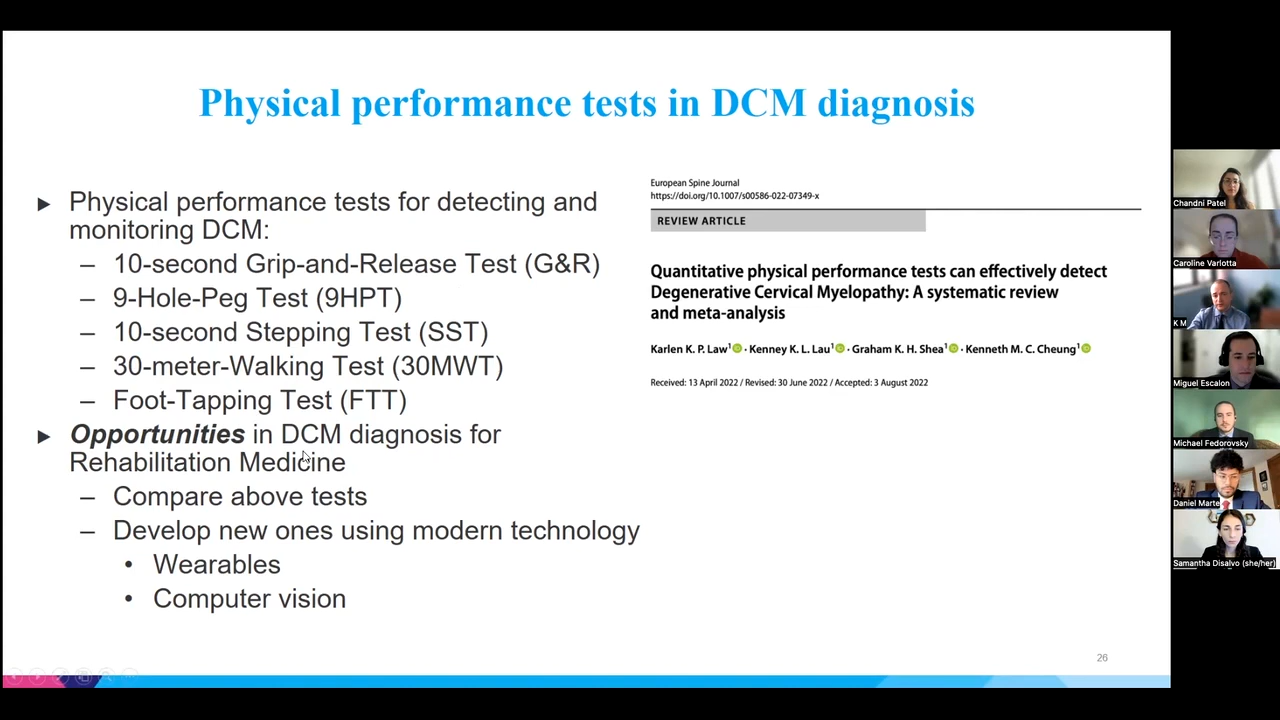 Physical performance tests in DCM diagnosis
Physical performance tests for detecting and
monitoring DCM:
– 10-second Grip-and-Release Test (G&R)
– 9-Hole-Peg Test (9HPT)
– 10-second Stepping Test (SST)
– 30-meter-Walking Test (30MWT)
– Foot-Tapping Test (FTT)
Opportunities in DCM diagnosis for
Rehabilitation Medicine
– Compare above tests
– Develop new ones using modern technology
• Wearables
• Computer vision
European Spine Journal
https://doi.org/10.1007/s00586-022-07349-x
REVIEW ARTICLE
Quantitative physical performance tests can effectively detect
Degenerative Cervical Myelopathy: A systematic review
and meta-analysis
Karlen K. P. Law¹ · Kenney K. L. Lau¹ · Graham K. H. Shea¹ · Kenneth M. C. Cheung¹
Received: 13 April 2022 / Revised: 30 June 2022 / Accepted: 3 August 2022
26
Chandni Patel
Caroline Varlotta
K M
Miguel Escalon
Michael Fedorovsky
Daniel Marte
Samantha Disalvo (she/her)